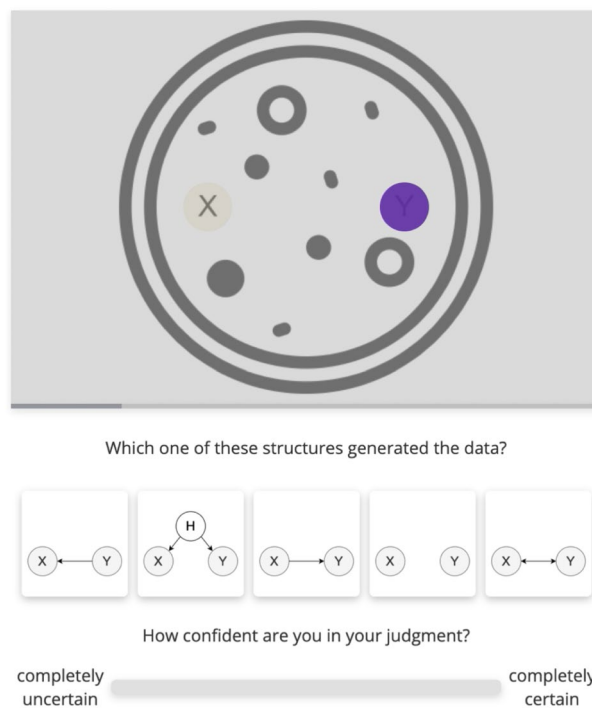 X Y
Which one of these structures generated the data?
H
X Y X Y X Y X Y X Y
How confident are you in your judgment?
completely uncertain
completely certain